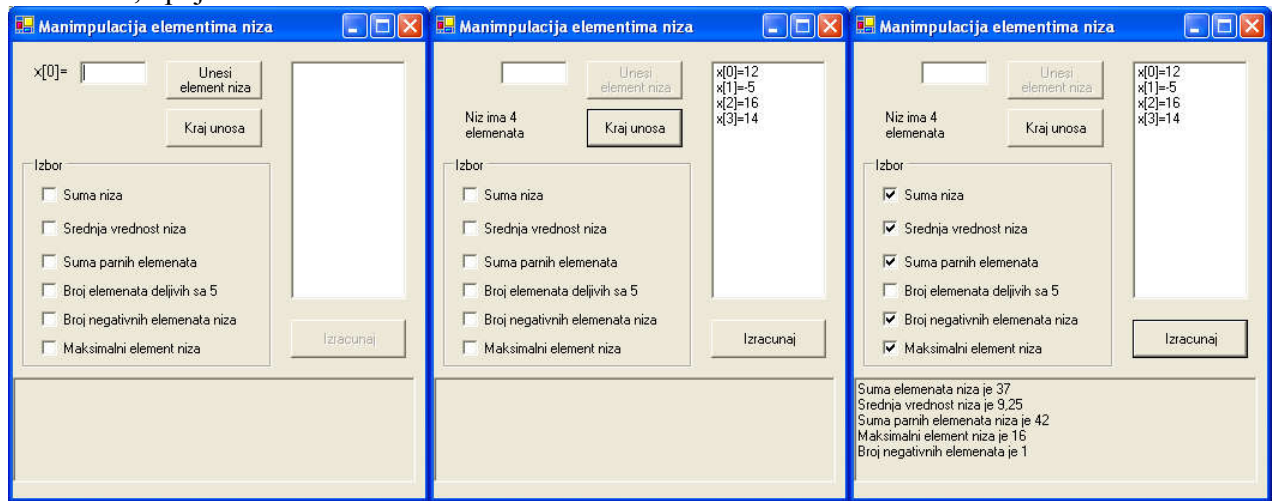 Manimpulacija elementima niza
x[0]=
Unesi
element niza
Kraj unosa
Izbor
Suma niza
Srednja vrednost niza
Suma parnih elemenata
Broj elemenata deljivih sa 5
Broj negativnih elemenata niza
Maksimalni element niza
Izracunaj
Manimpulacija elementima niza
Unesi
element niza
Niz ima 4
elemenata
Kraj unosa
x[0]=12
x[1]=-5
x[2]=16
x[3]=14
Izbor
Suma niza
Srednja vrednost niza
Suma parnih elemenata
Broj elemenata deljivih sa 5
Broj negativnih elemenata niza
Maksimalni element niza
Izracunaj
Manimpulacija elementima niza
Unesi
element niza
Niz ima 4
elemenata
Kraj unosa
x[0]=12
x[1]=-5
x[2]=16
x[3]=14
Izbor
Suma niza
Srednja vrednost niza
Suma parnih elemenata
Broj elemenata deljivih sa 5
Broj negativnih elemenata niza
Maksimalni element niza
Izracunaj
Suma elemenata niza je 37
Srednja vrednost niza je 9,25
Suma parnih elemenata niza je 42
Maksimalni element niza je 16
Broj negativnih elemenata je 1